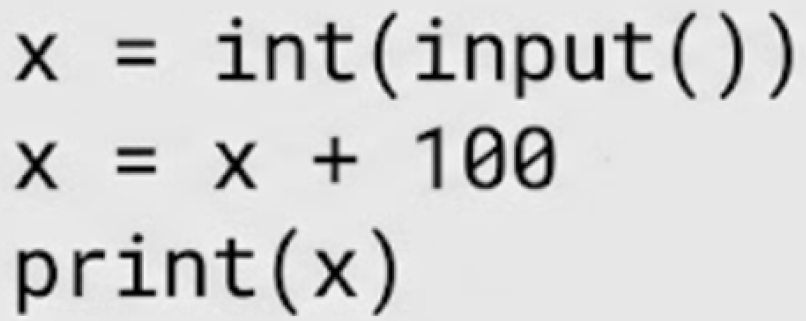 x = int(input())
x = x + 100
print(x)